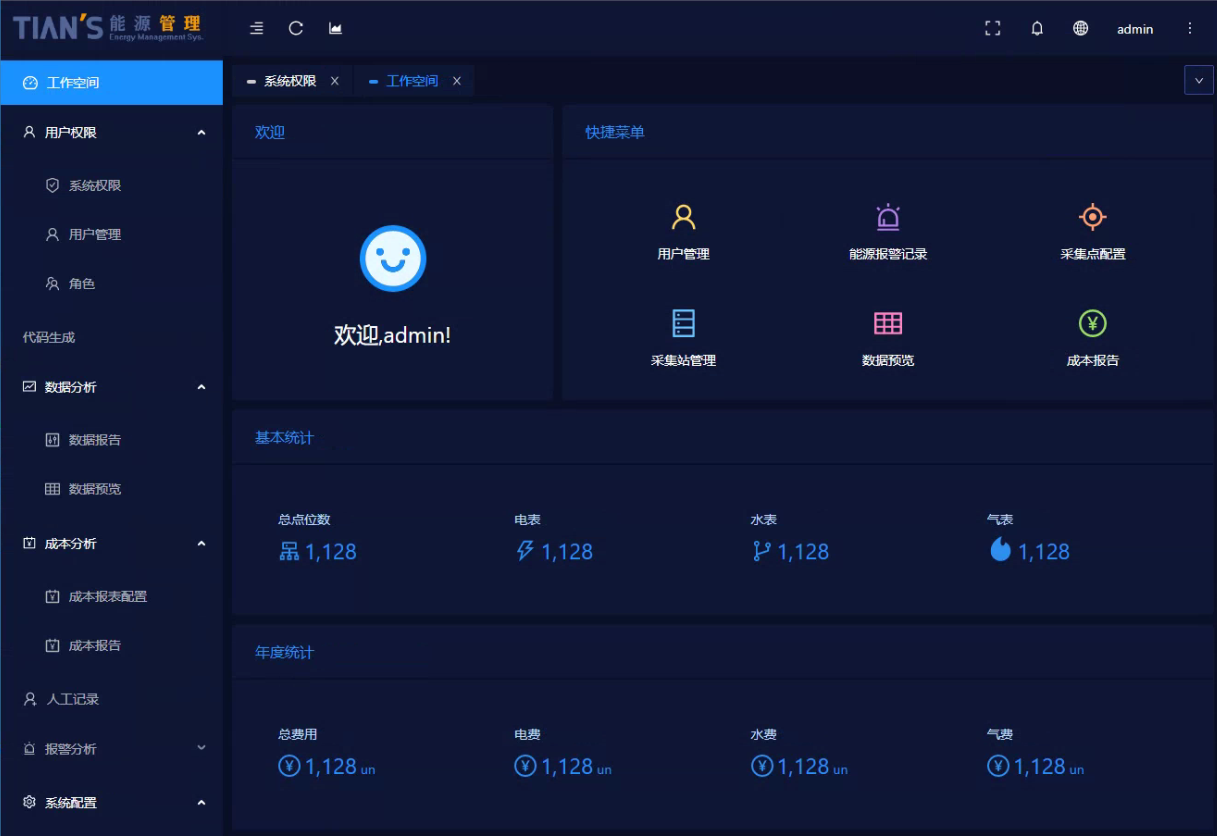 TIAN'S 能源管理
Energy Management Sys.
admin
工作空间
用户权限
系统权限
用户管理
角色
代码生成
数据分析
数据报告
数据预览
成本分析
成本报表配置
成本报告
人工记录
报警分析
系统配置
系统权限
工作空间
欢迎
欢迎,admin!
快捷菜单
用户管理
能源报警记录
采集点配置
采集站管理
数据预览
成本报告
基本统计
总点位数
1,128
电表
1,128
水表
1,128
气表
1,128
年度统计
总费用
¥ 1,128 un
电费
¥ 1,128 un
水费
¥ 1,128 un
气费
¥ 1,128 un